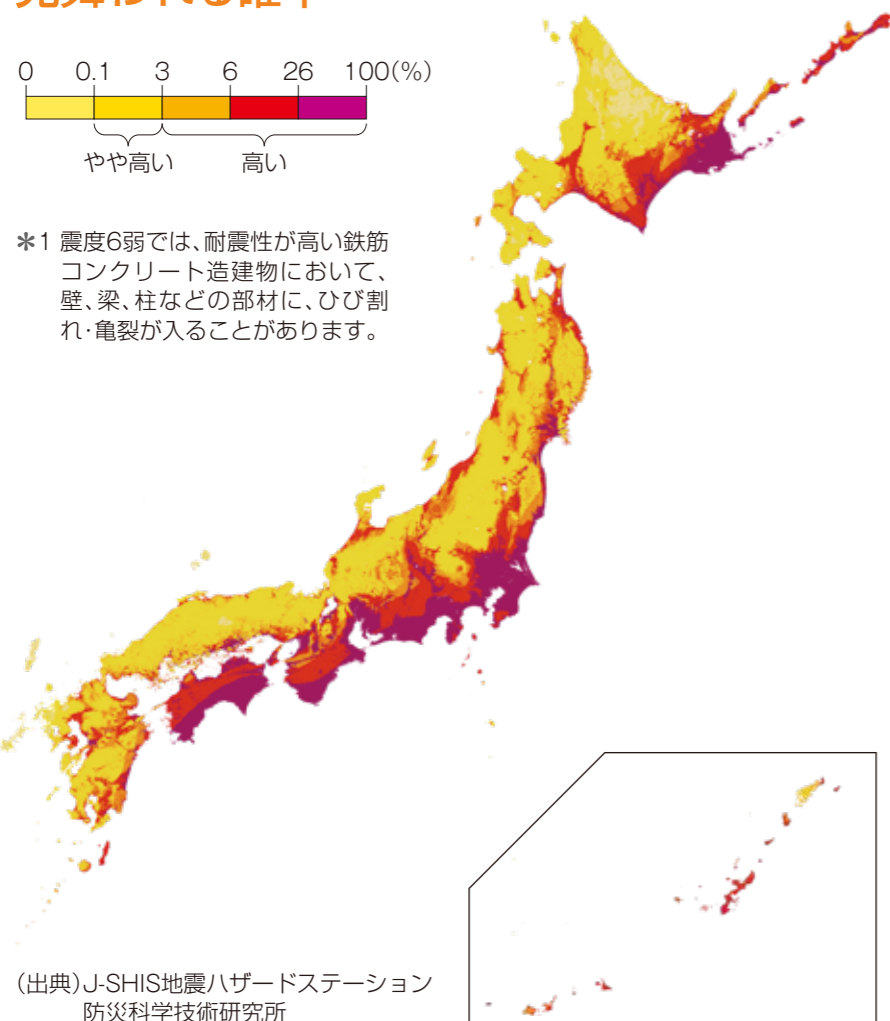 0 0.1 3 6 26 100(%)
やや高い 高い
＊1 震度6弱では、耐震性が高い鉄筋
コンクリート造建物において、
壁、梁、柱などの部材に、ひび割
れ・亀裂が入ることがあります。
(出典)J-SHIS地震ハザードステーション
防災科学技術研究所